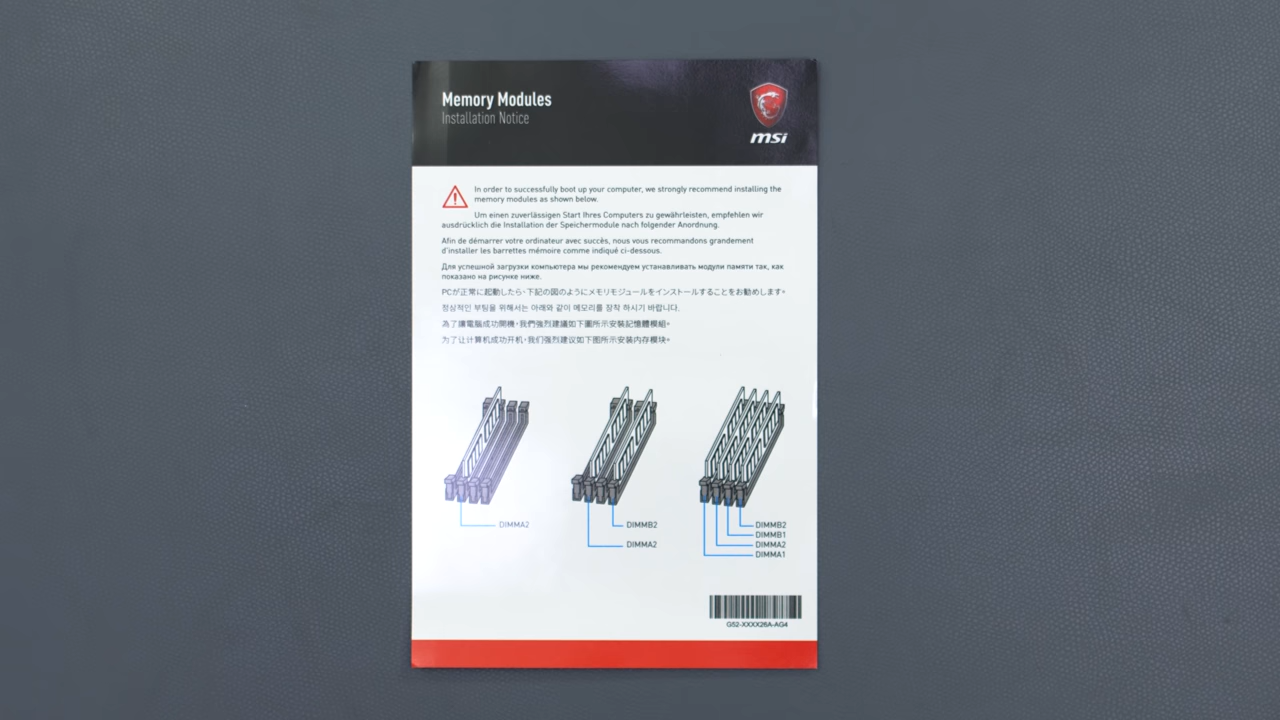 Memory Modules
Installation Notice
msi
In order to successfully boot up your computer, we strongly recommend installing the
memory modules as shown below.
Um einen zuverlässigen Start Ihres Computers zu gewährleisten, empfehlen wir
ausdrücklich die Installation der Speichermodule nach folgender Anordnung.
Afin de démarrer votre ordinateur avec succès, nous vous recommandons grandement
d'installer les barrettes mémoire comme indiqué ci-dessous.
Для успешной загрузки компьютера мы рекомендуем устанавливать модули памяти так, как
показано на рисунке ниже.
PCが正常に起動したら、下記の図のようにメモリモジュールをインストールすることをお勧めします。
정상적인 부팅을 위해서는 아래와 같이 메모리를 장착 하시기 바랍니다.
為了讓電腦成功開機，我們強烈建議如下圖所示安裝記憶體模組。
为了让计算机成功开机，我们强烈建议如下图所示安装内存模块。
DIMMA2
DIMMB2
DIMMA2
DIMMB2
DIMMB1
DIMMA2
DIMMA1
G52-XXXX26A-AG4